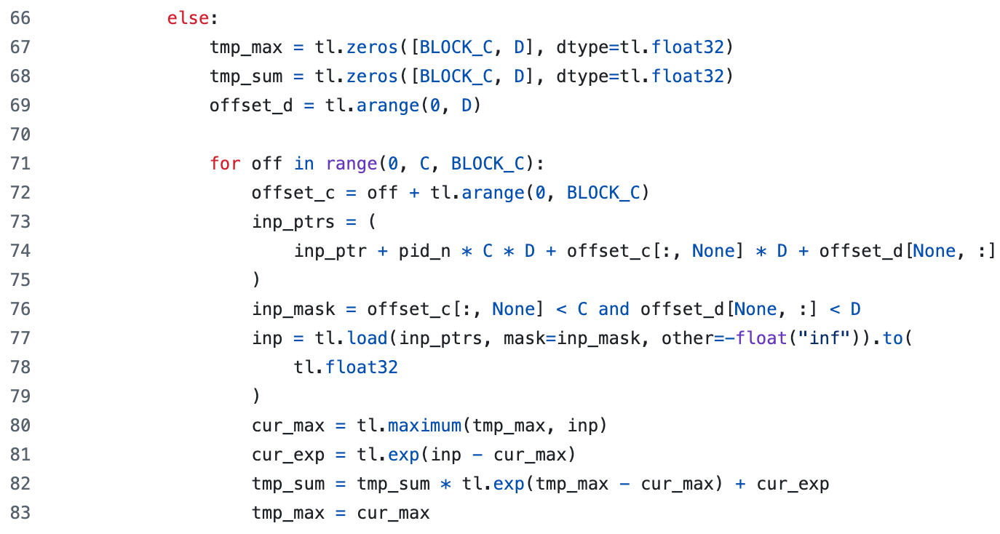 66 else:
67 tmp_max = tl.zeros([BLOCK_C, D], dtype=tl.float32)
68 tmp_sum = tl.zeros([BLOCK_C, D], dtype=tl.float32)
69 offset_d = tl.arange(0, D)
70
71 for off in range(0, C, BLOCK_C):
72 offset_c = off + tl.arange(0, BLOCK_C)
73 inp_ptrs = (
74 inp_ptr + pid_n * C * D + offset_c[:, None] * D + offset_d[None, :]
75 )
76 inp_mask = offset_c[:, None] < C and offset_d[None, :] < D
77 inp = tl.load(inp_ptrs, mask=inp_mask, other=-float("inf")).to(
78 tl.float32
79 )
80 cur_max = tl.maximum(tmp_max, inp)
81 cur_exp = tl.exp(inp - cur_max)
82 tmp_sum = tmp_sum * tl.exp(tmp_max - cur_max) + cur_exp
83 tmp_max = cur_max